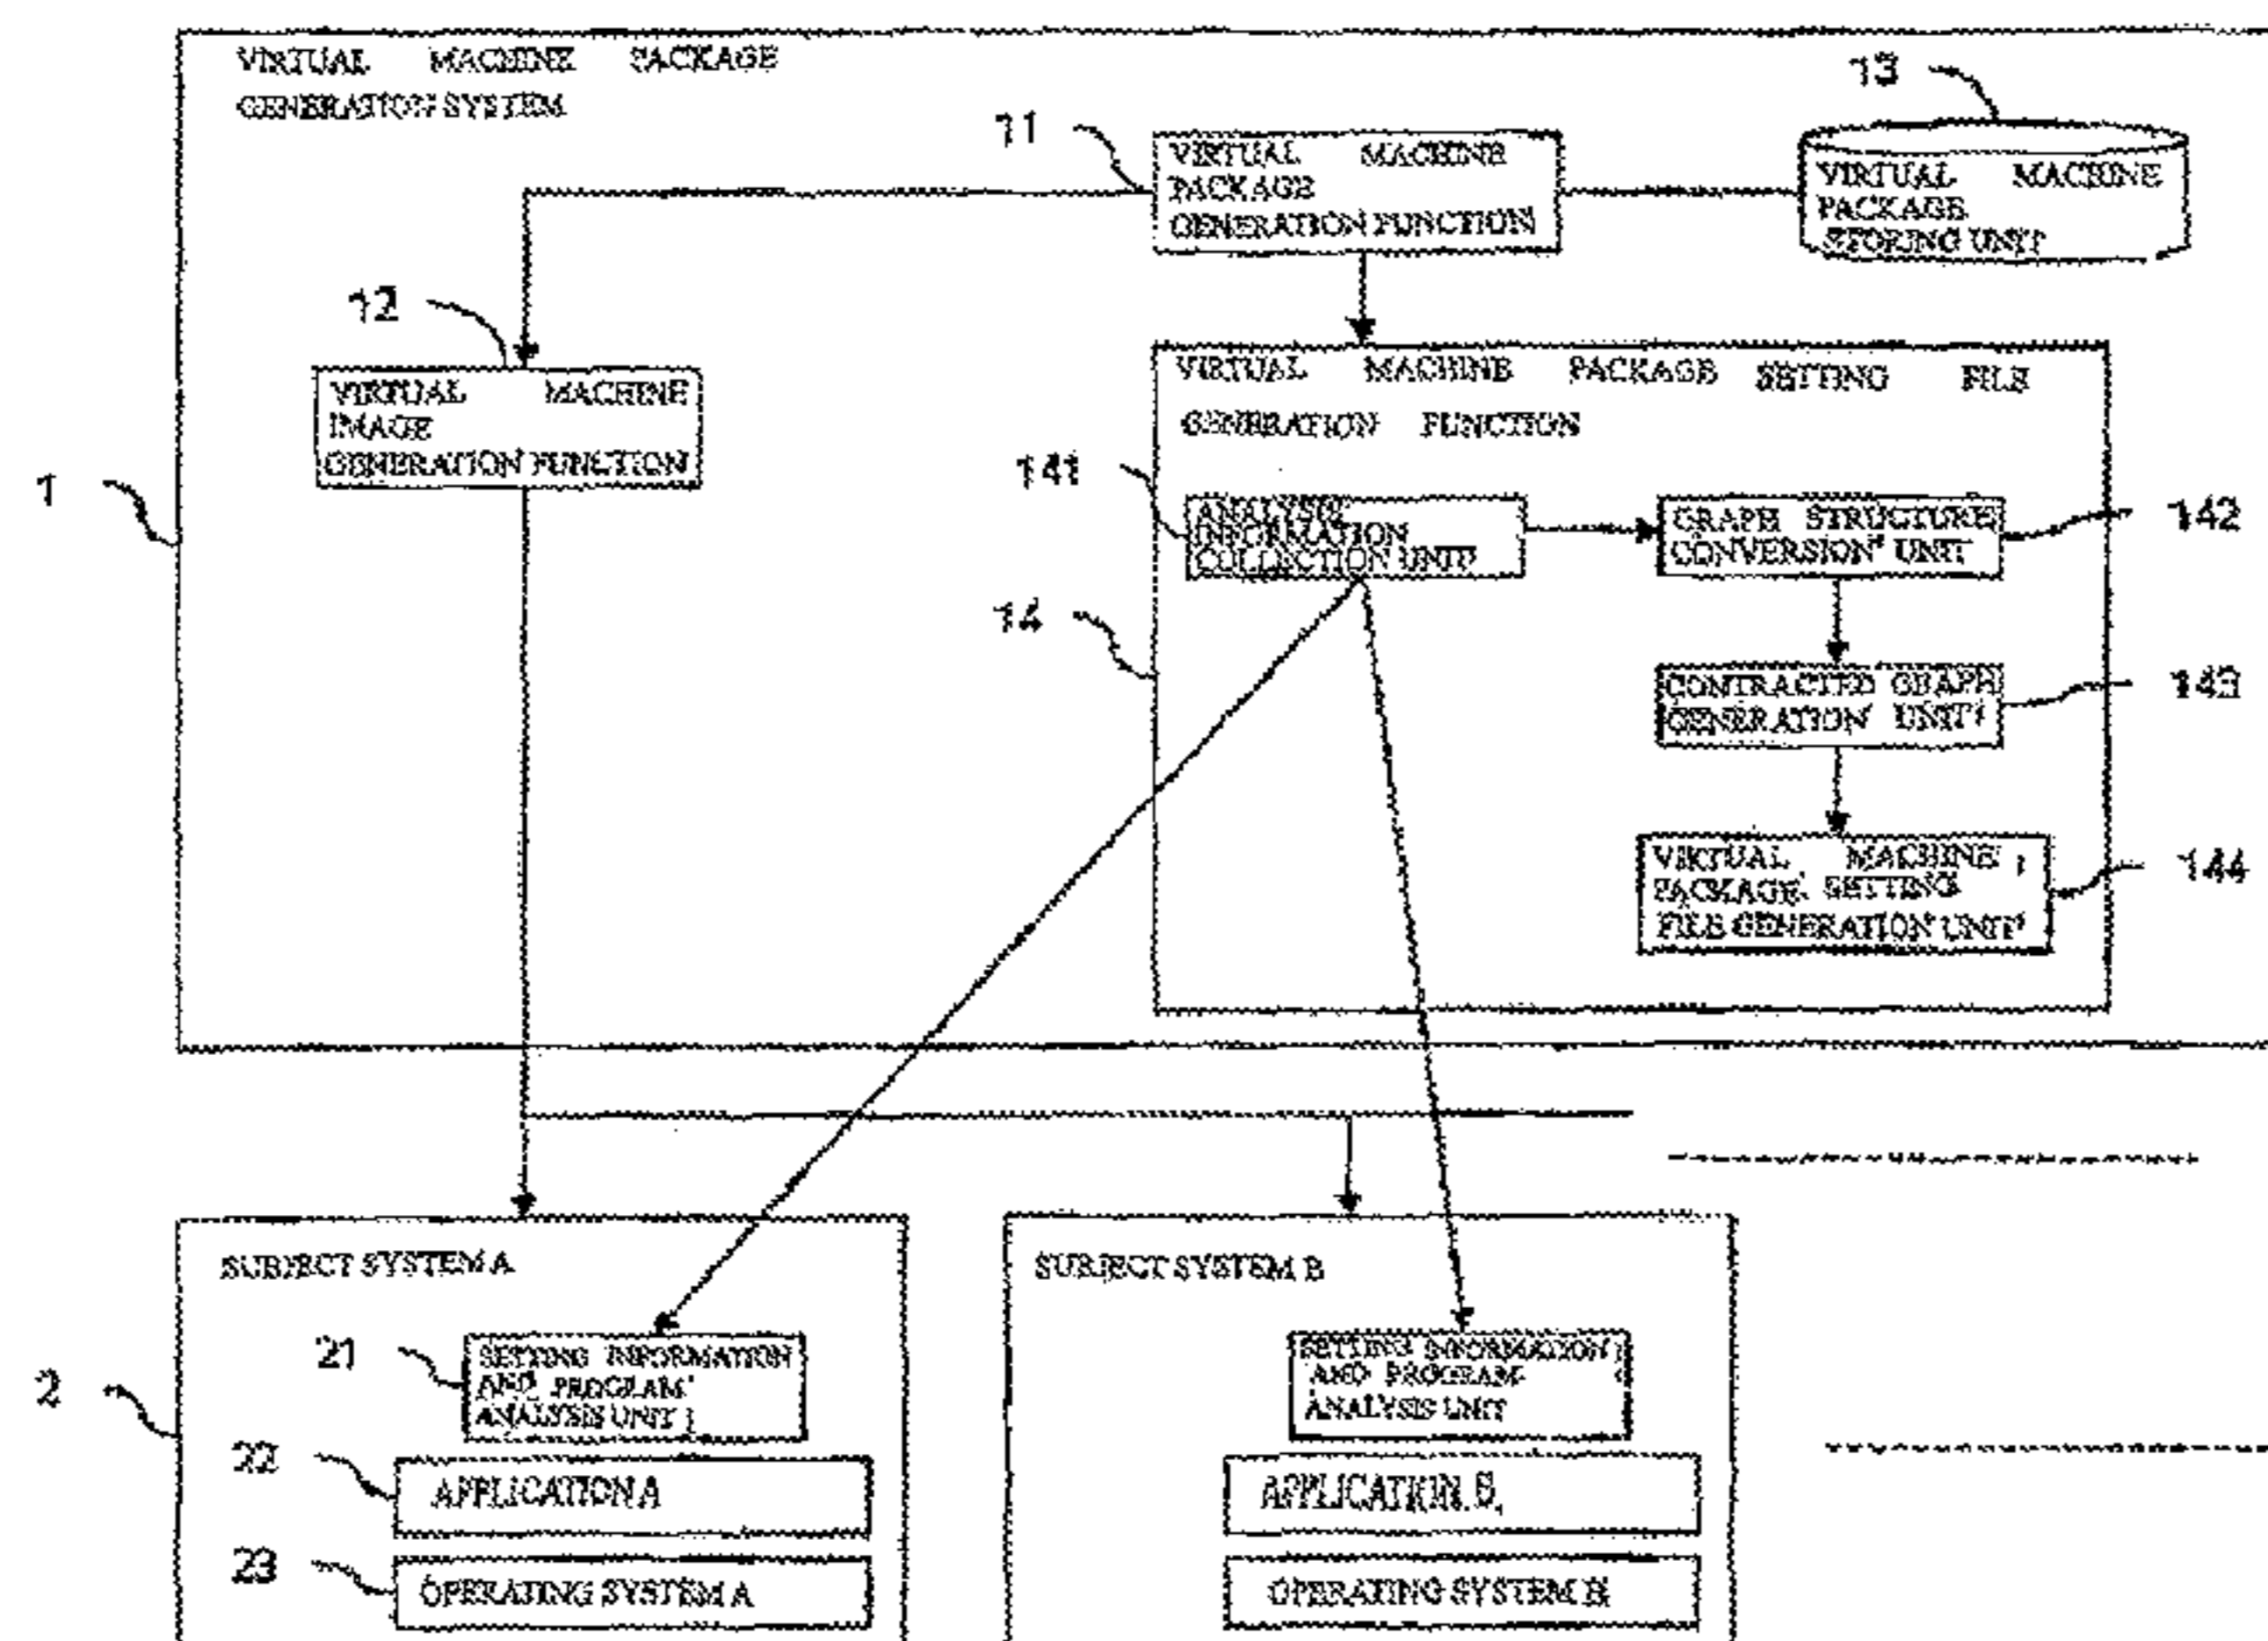 VIRTUAL MACHINE PACKAGE
GENERATION SYSTEM
13
11
VIRTUAL MACHINE
PACKAGE
GENERATION FUNCTION
VIRTUAL MACHINE
PACKAGE
STORING UNIT
12
VIRTUAL MACHINE
IMAGE
GENERATION FUNCTION
VIRTUAL MACHINE PACKAGE SETTING FILE
GENERATION FUNCTION
1
141
ANALYSIS
INFORMATION
COLLECTION UNIT
GRAPH STRUCTURE
CONVERSION UNIT
142
14
CONTRACTED GRAPH
GENERATION UNIT
143
VIRTUAL MACHINE
PACKAGE SETTING
FILE GENERATION UNIT
144
SUBJECT SYSTEM A
SUBJECT SYSTEM B
2
21
SETTING INFORMATION
AND PROGRAM
ANALYSIS UNIT
SETTING INFORMATION
AND PROGRAM
ANALYSIS UNIT
22
APPLICATION A
APPLICATION B
23
OPERATING SYSTEM A
OPERATING SYSTEM B